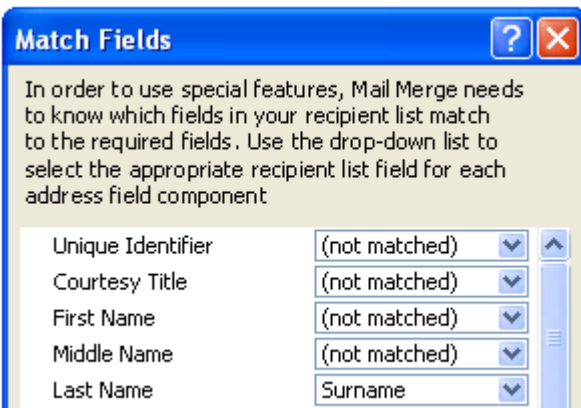 Match Fields
In order to use special features, Mail Merge needs
to know which fields in your recipient list match
to the required fields. Use the drop-down list to
select the appropriate recipient list field for each
address field component
Unique Identifier (not matched)
Courtesy Title (not matched)
First Name (not matched)
Middle Name (not matched)
Last Name Surname